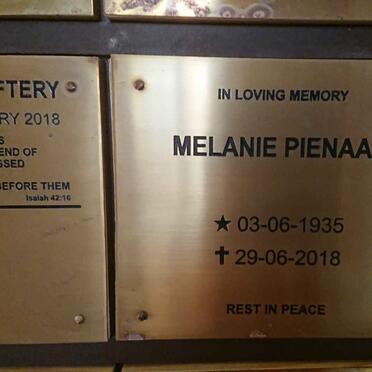 FTERY
RY 2018
S
END OF
SSED
BEFORE THEM
Isaiah 42:16
IN LOVING MEMORY
MELANIE PIENAA
★ 03-06-1935
✝ 29-06-2018
REST IN PEACE